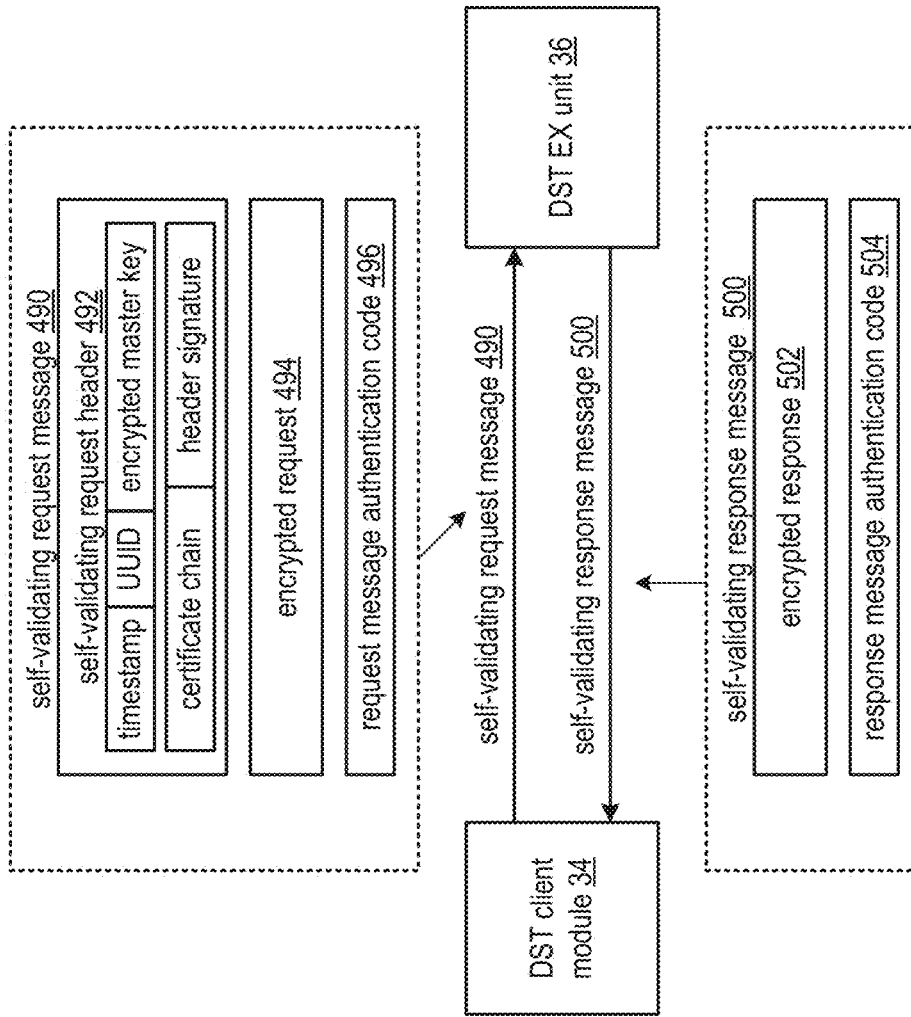 self-validating request message 490
self-validating request header 492
timestamp UUID encrypted master key
certificate chain header signature
encrypted request 494
request message authentication code 496
DST client
module 34
self-validating request message 490
self-validating response message 500
DST EX unit 36
self-validating response message 500
encrypted response 502
response message authentication code 504